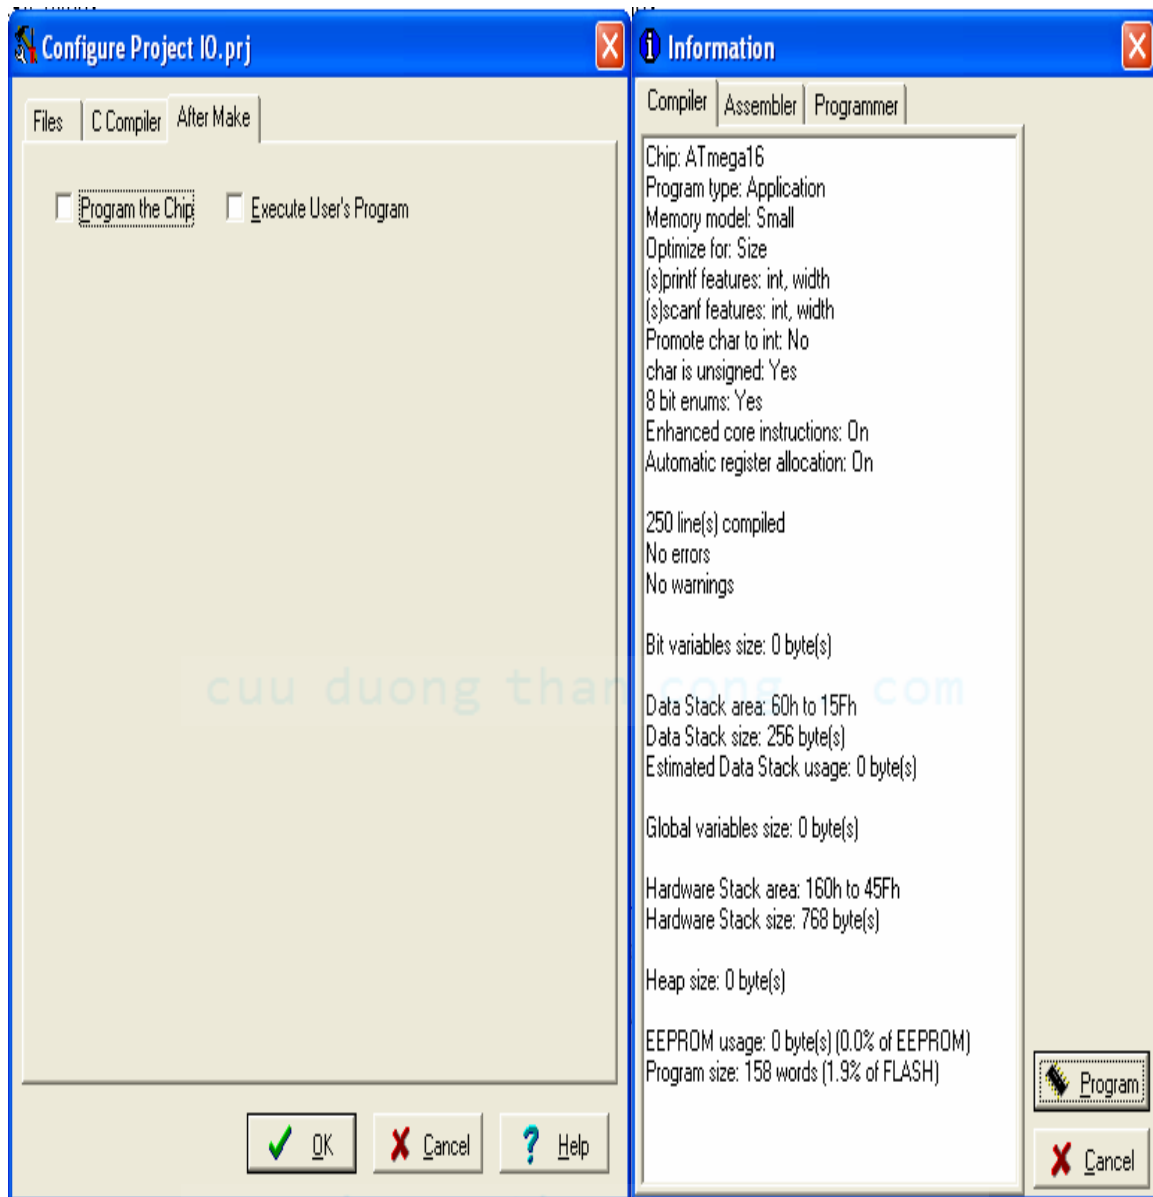 Configure Project IO.prj
Files
C Compiler
After Make
Program the Chip
Execute User's Program
OK
Cancel
Help
Information
Compiler
Assembler
Programmer
Chip: ATmega16
Program type: Application
Memory model: Small
Optimize for: Size
(s)printf features: int, width
(s)scanf features: int, width
Promote char to int: No
char is unsigned: Yes
8 bit enums: Yes
Enhanced core instructions: On
Automatic register allocation: On
250 line(s) compiled
No errors
No warnings
Bit variables size: 0 byte(s)
Data Stack area: 60h to 15Fh
Data Stack size: 256 byte(s)
Estimated Data Stack usage: 0 byte(s)
Global variables size: 0 byte(s)
Hardware Stack area: 160h to 45Fh
Hardware Stack size: 768 byte(s)
Heap size: 0 byte(s)
EEPROM usage: 0 byte(s) (0.0% of EEPROM)
Program size: 158 words (1.9% of FLASH)
Program
Cancel
cuu duong than cong . com